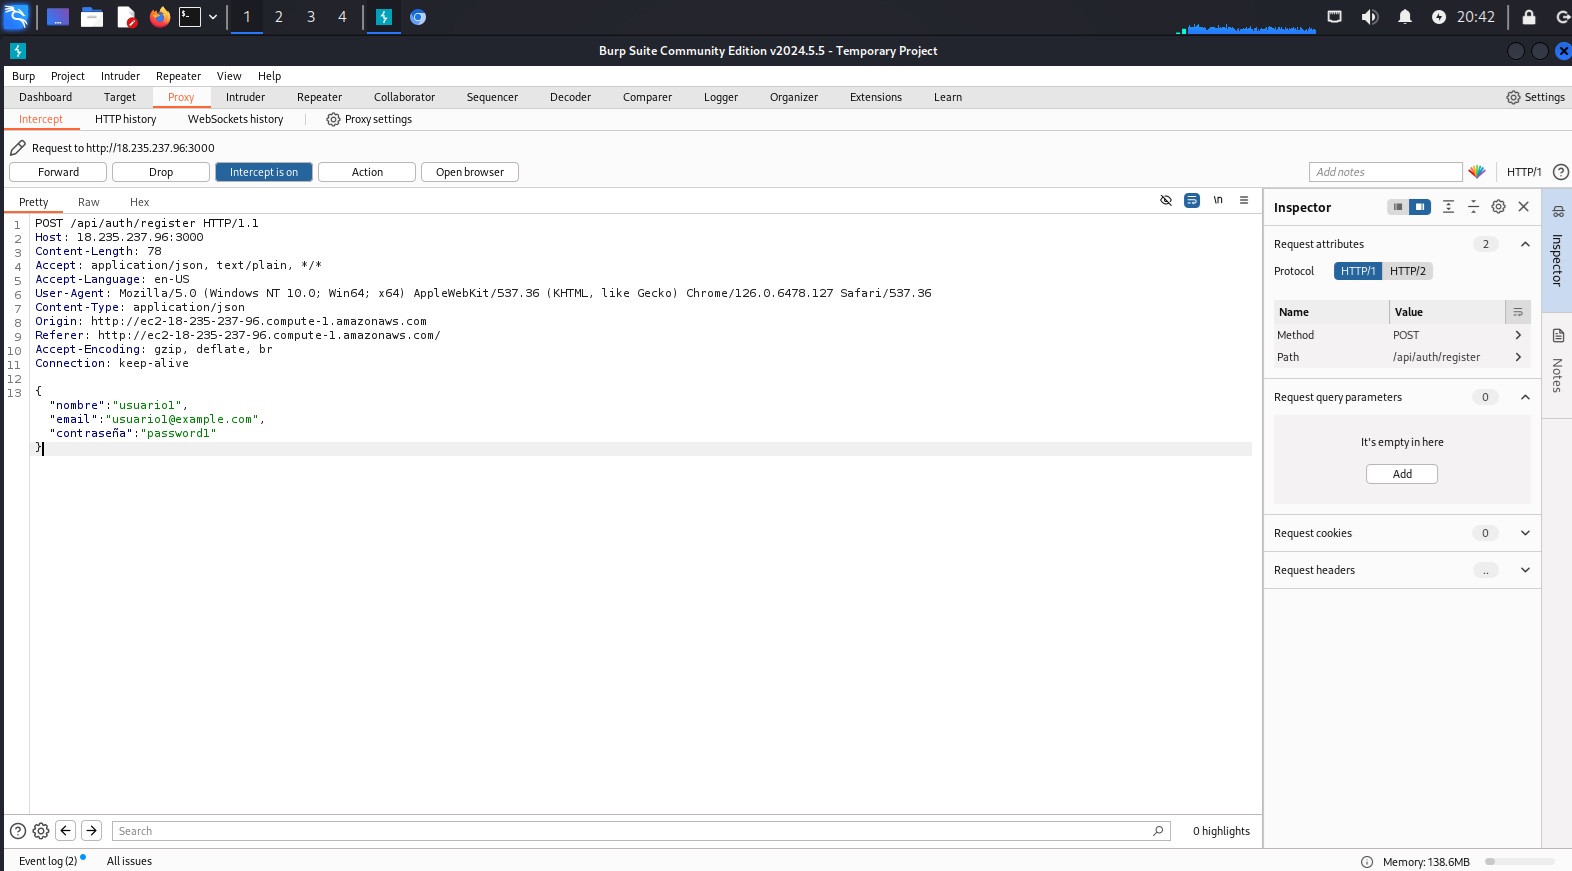 1 2 3 4 20:42
Burp Suite Community Edition v2024.5.5 - Temporary Project
Burp Project Intruder Repeater View Help
Dashboard Target Proxy Intruder Repeater Collaborator Sequencer Decoder Comparer Logger Organizer Extensions Learn Settings
Intercept HTTP history WebSockets history Proxy settings
Request to http://18.235.237.96:3000
Forward Drop Intercept is on Action Open browser Add notes HTTP/1
Pretty Raw Hex \n
1 POST /api/auth/register HTTP/1.1
2 Host: 18.235.237.96:3000
3 Content-Length: 78
4 Accept: application/json, text/plain, */*
5 Accept-Language: en-US
6 User-Agent: Mozilla/5.0 (Windows NT 10.0; Win64; x64) AppleWebKit/537.36 (KHTML, like Gecko) Chrome/126.0.6478.127 Safari/537.36
7 Content-Type: application/json
8 Origin: http://ec2-18-235-237-96.compute-1.amazonaws.com
9 Referer: http://ec2-18-235-237-96.compute-1.amazonaws.com/
10 Accept-Encoding: gzip, deflate, br
11 Connection: keep-alive
12
13 {
"nombre":"usuario1",
"email":"usuario1@example.com",
"contraseña":"password1"
}
Inspector
Request attributes 2
Protocol HTTP/1 HTTP/2
Name Value
Method POST
Path /api/auth/register
Request query parameters 0
It's empty in here
Add
Request cookies 0
Request headers ..
Inspector
Notes
Search 0 highlights
Event log (2) All issues Memory: 138.6MB